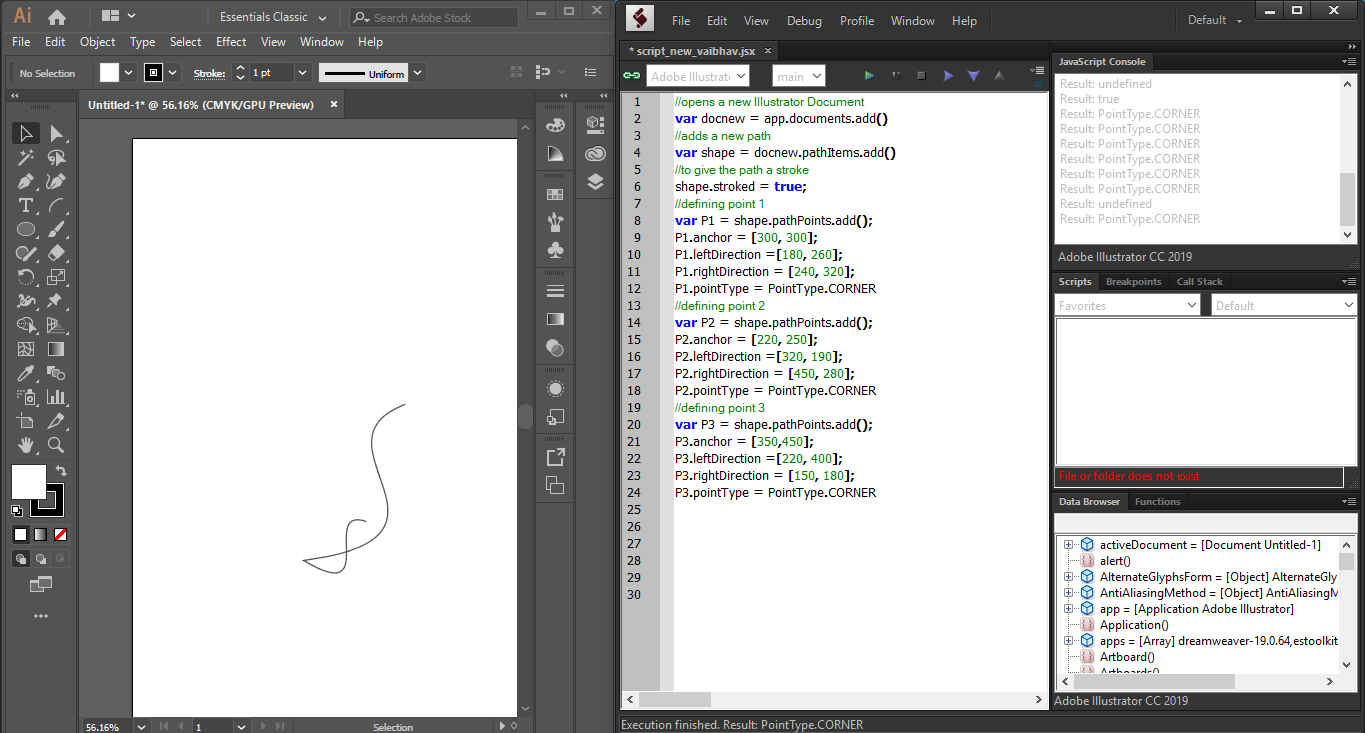 Ai
Essentials Classic
Search Adobe Stock
File Edit Object Type Select Effect View Window Help
No Selection
Stroke:
1 pt
Uniform
Untitled-1* @ 56.16% (CMYK/GPU Preview) ×
56.16%
1
Selection
File Edit View Debug Profile Window Help
Default
* script_new_vaibhav.jsx ×
Adobe Illustrat
main
1 //opens a new Illustrator Document
2 var docnew = app.documents.add()
3 //adds a new path
4 var shape = docnew.pathItems.add()
5 //to give the path a stroke
6 shape.stroked = true;
7 //defining point 1
8 var P1 = shape.pathPoints.add();
9 P1.anchor = [300, 300];
10 P1.leftDirection =[180, 260];
11 P1.rightDirection = [240, 320];
12 P1.pointType = PointType.CORNER
13 //defining point 2
14 var P2 = shape.pathPoints.add();
15 P2.anchor = [220, 250];
16 P2.leftDirection =[320, 190];
17 P2.rightDirection = [450, 280];
18 P2.pointType = PointType.CORNER
19 //defining point 3
20 var P3 = shape.pathPoints.add();
21 P3.anchor = [350,450];
22 P3.leftDirection =[220, 400];
23 P3.rightDirection = [150, 180];
24 P3.pointType = PointType.CORNER
25
26
27
28
29
30
Execution finished. Result: PointType.CORNER
JavaScript Console
Result: undefined
Result: true
Result: PointType.CORNER
Result: PointType.CORNER
Result: PointType.CORNER
Result: PointType.CORNER
Result: PointType.CORNER
Result: PointType.CORNER
Result: undefined
Result: PointType.CORNER
Adobe Illustrator CC 2019
Scripts Breakpoints Call Stack
Favorites
Default
File or folder does not exist
Data Browser Functions
activeDocument = [Document Untitled-1]
alert()
AlternateGlyphsForm = [Object] AlternateGly
AntiAliasingMethod = [Object] AntiAliasingM
app = [Application Adobe Illustrator]
Application()
apps = [Array] dreamweaver-19.0.64,estoolkit
Artboard()
Artboards()
Adobe Illustrator CC 2019